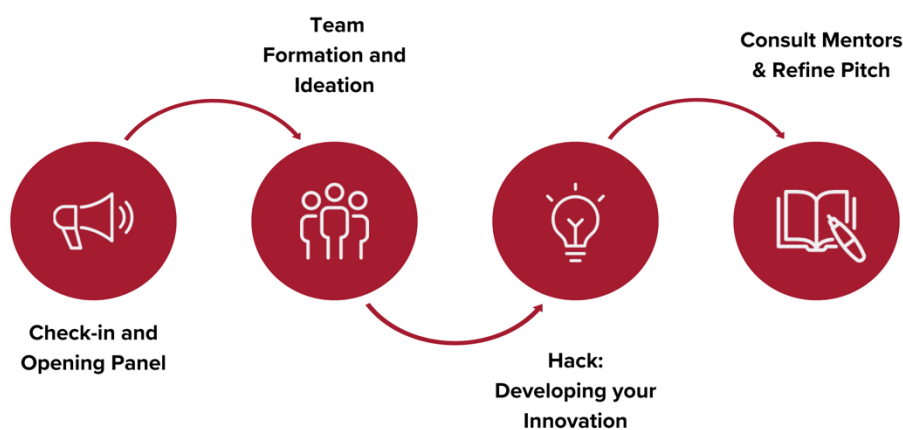 Team
Formation and
Ideation
Consult Mentors
& Refine Pitch
Check-in and
Opening Panel
Hack:
Developing your
Innovation